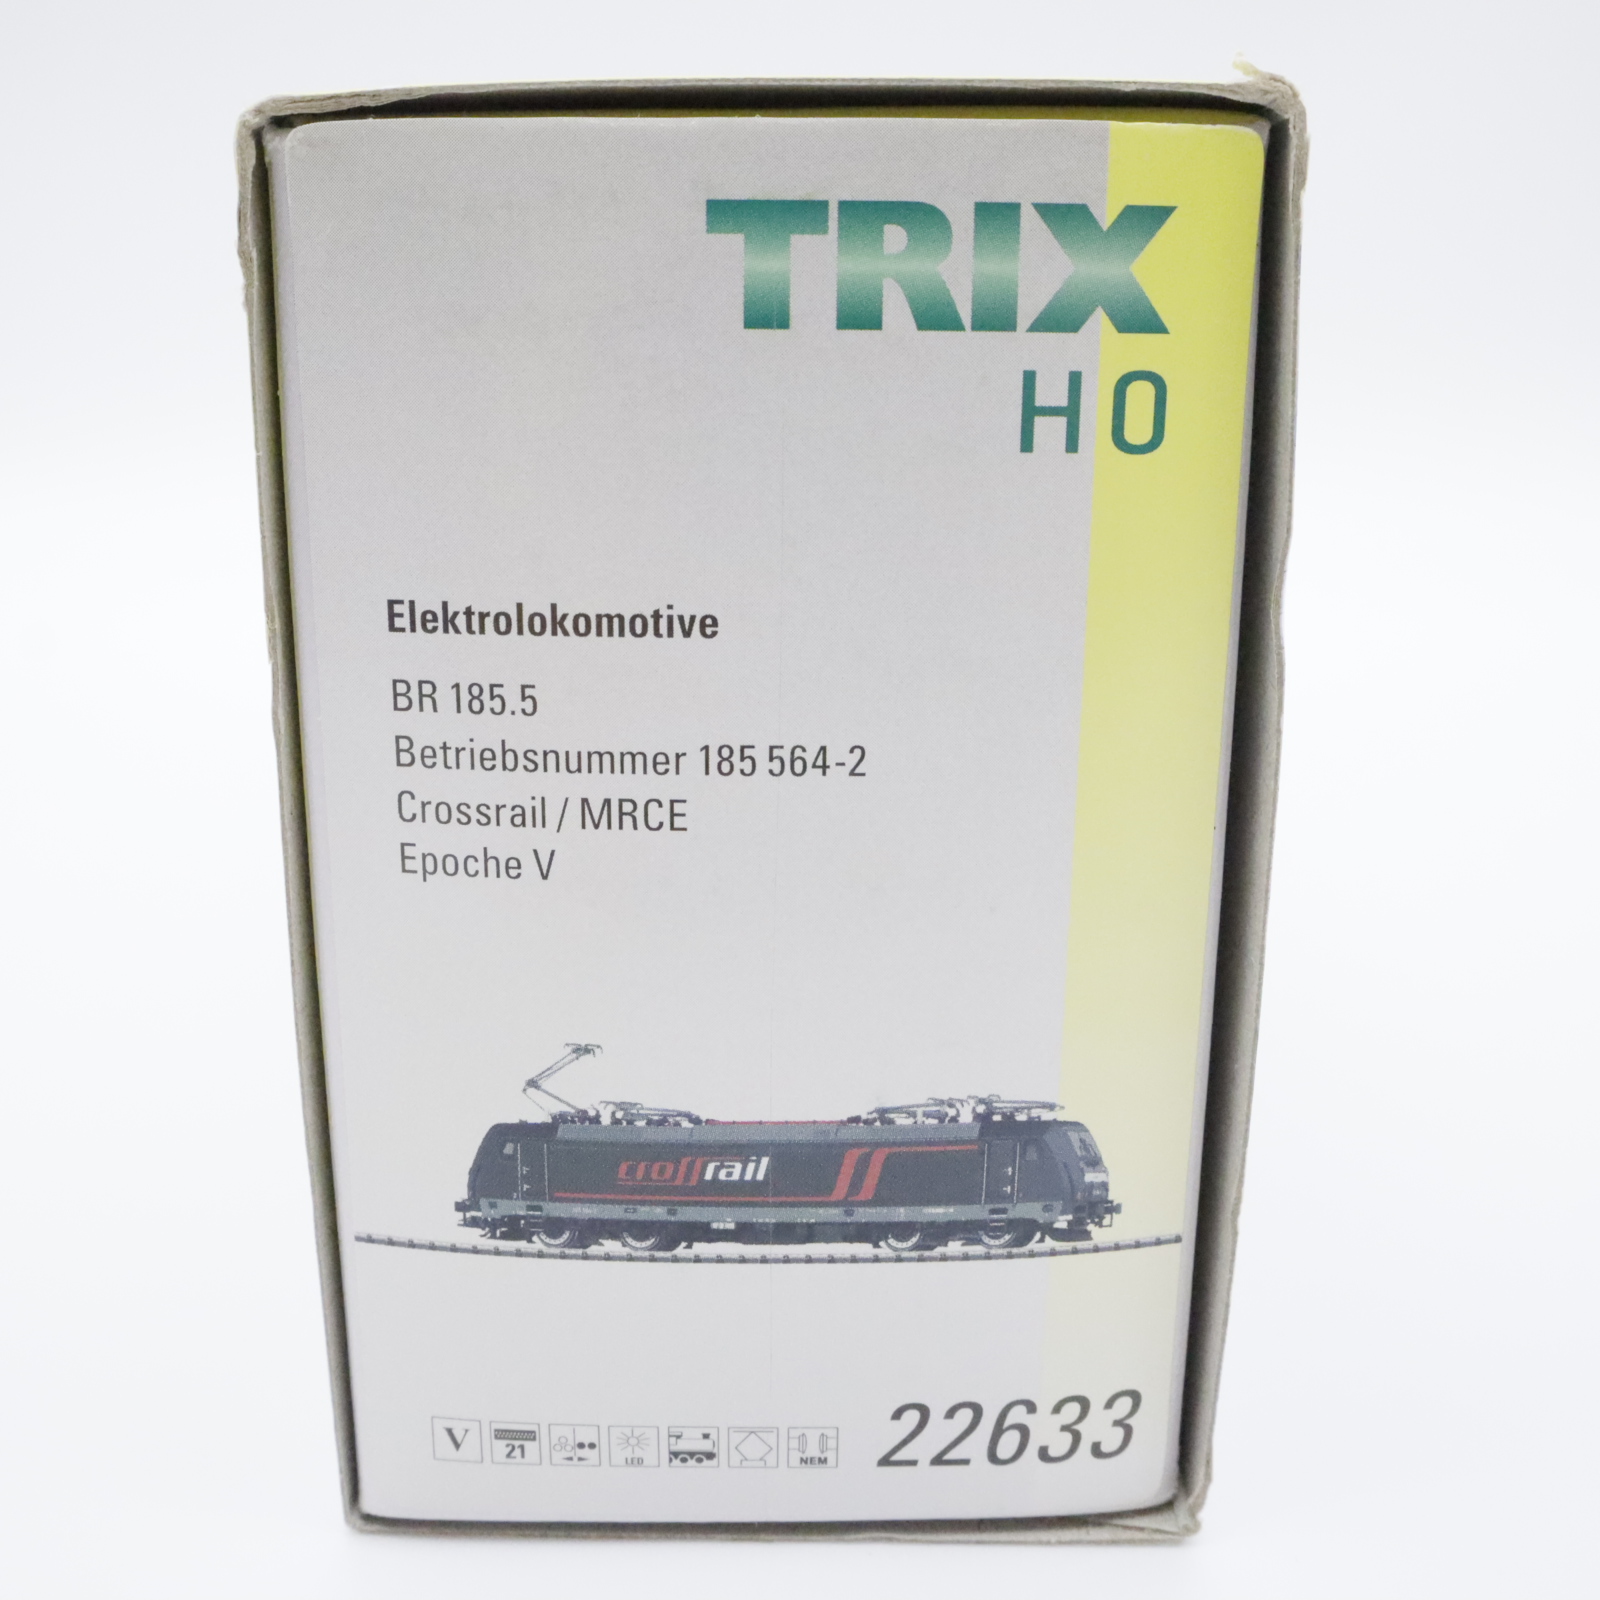 TRIX
H0
Elektrolokomotive
BR 185.5
Betriebsnummer 185 564-2
Crossrail / MRCE
Epoche V
crossrail
V
21
LED
NEM
22633